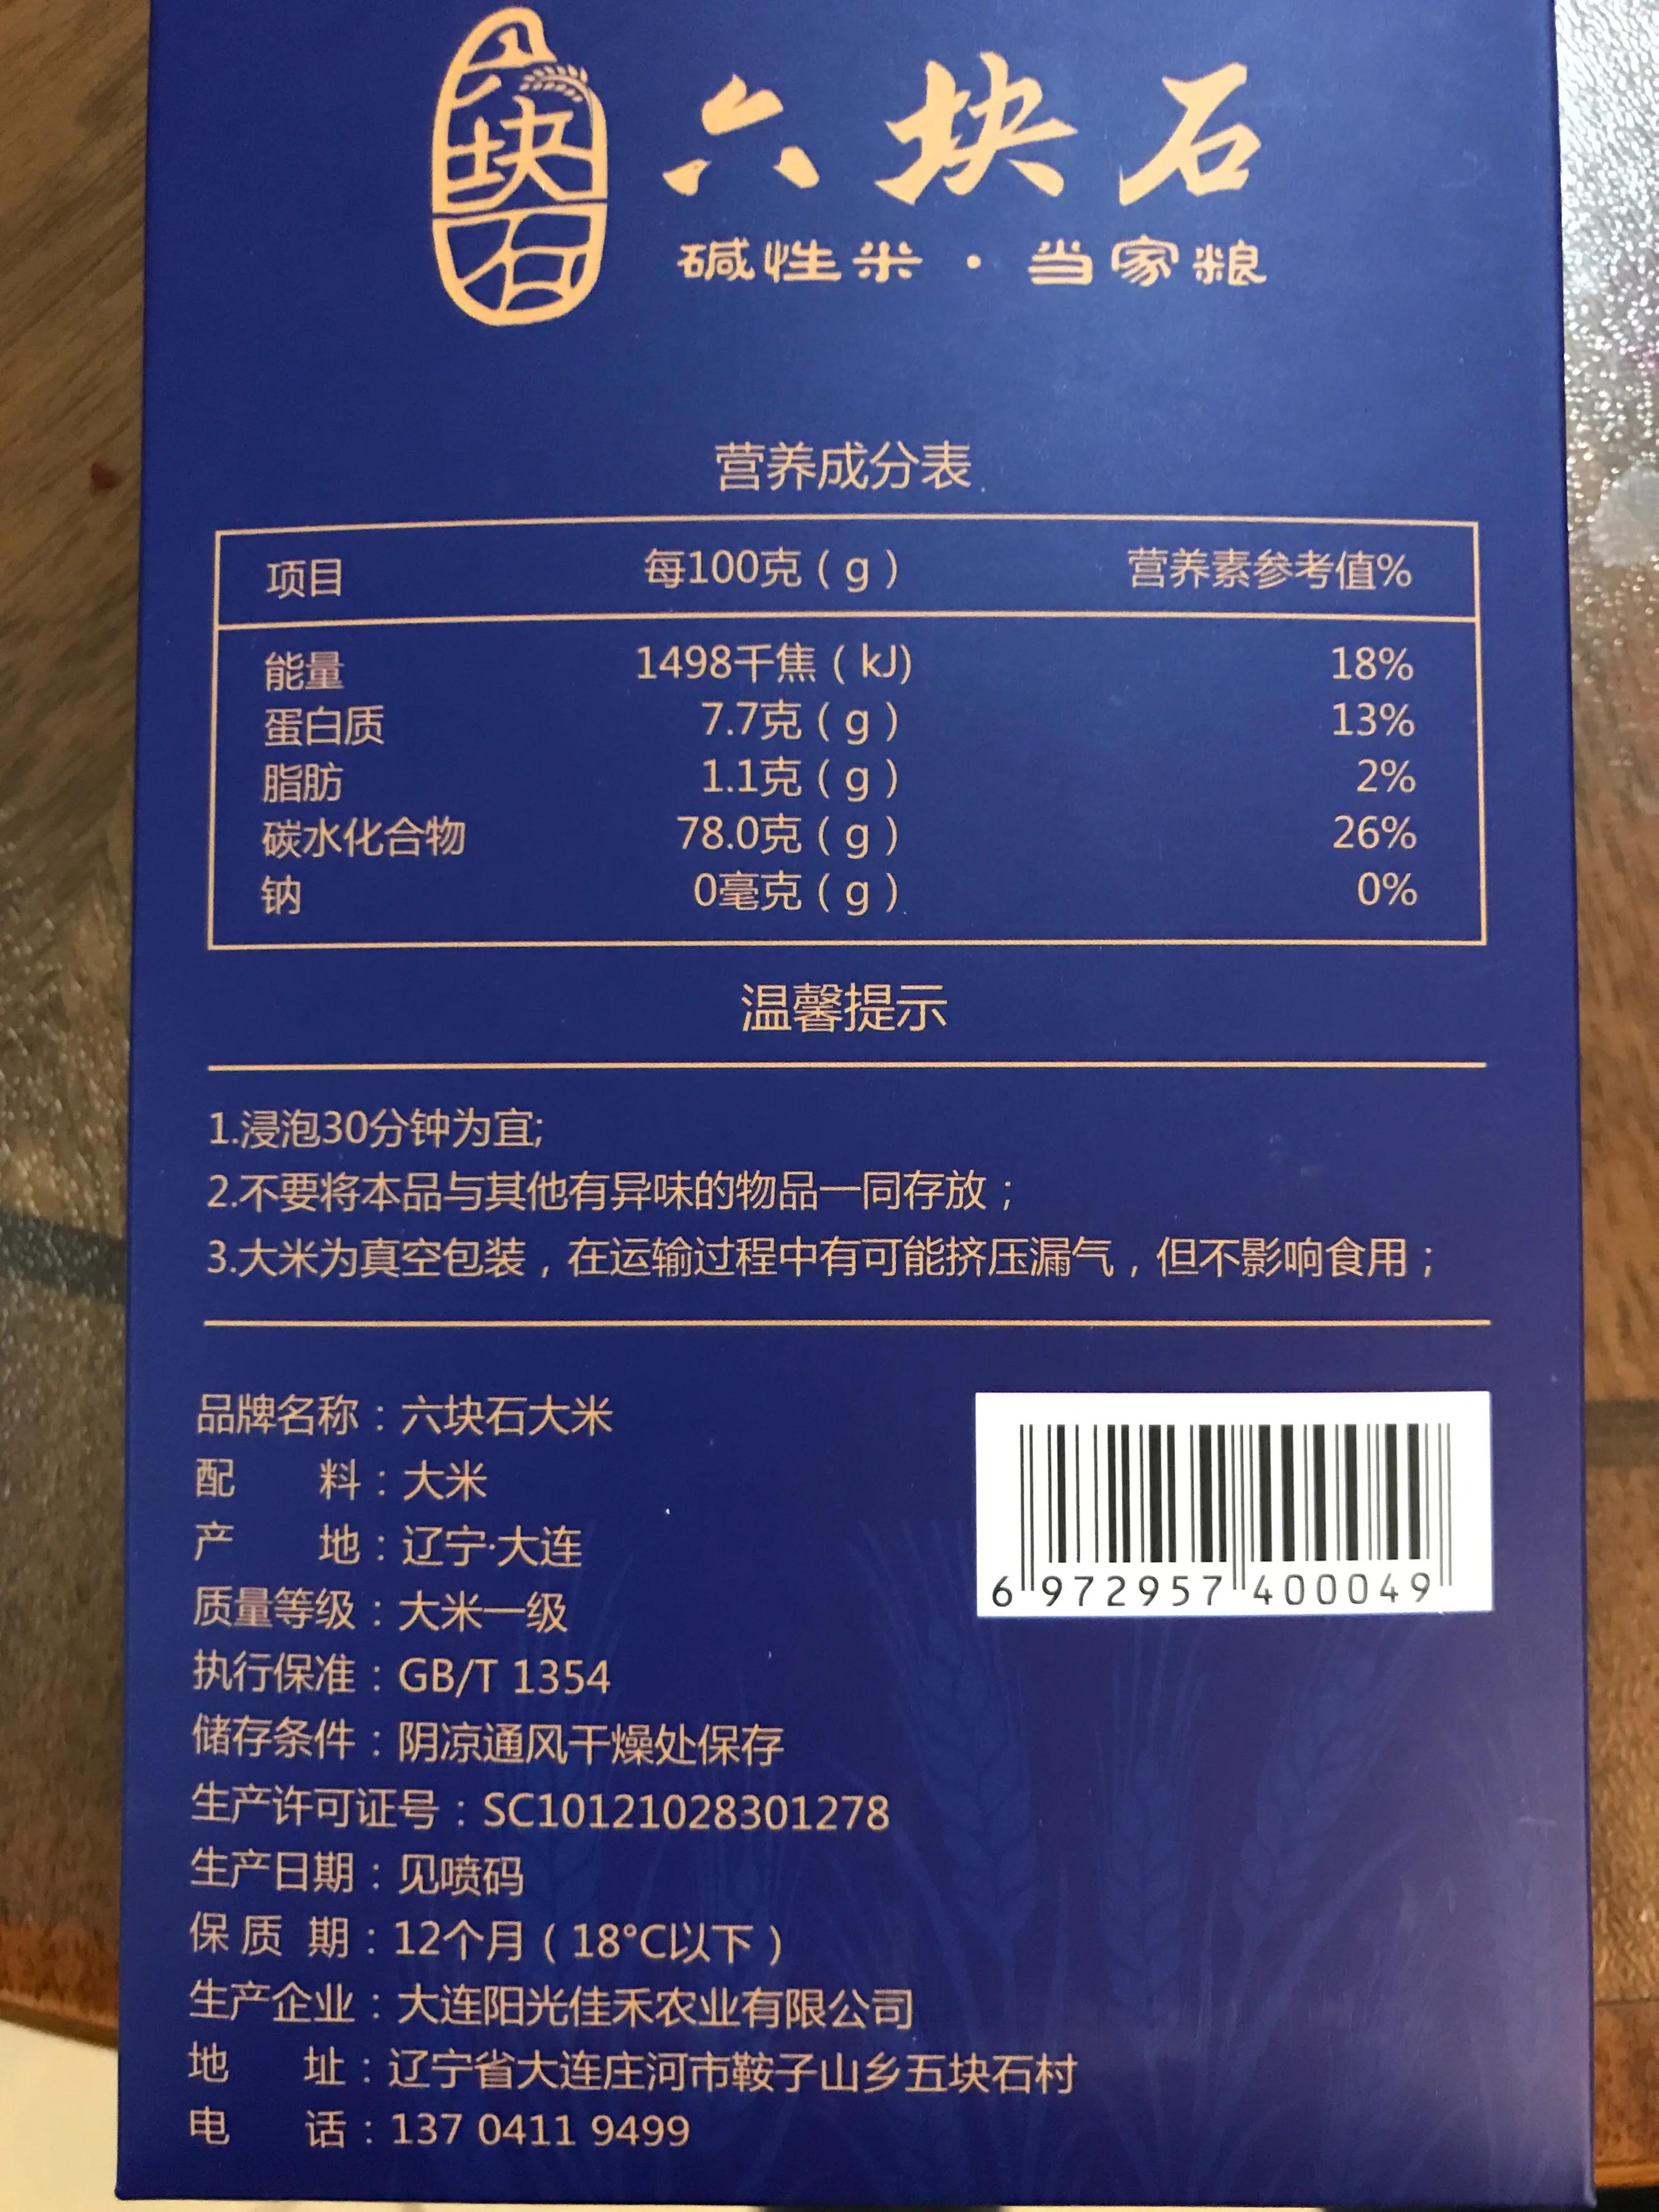 六块石
六块石
碱性米·当家粮
营养成分表
项目 每100克（g） 营养素参考值%
能量 1498千焦（kJ) 18%
蛋白质 7.7克（g） 13%
脂肪 1.1克（g） 2%
碳水化合物 78.0克（g） 26%
钠 0毫克（g） 0%
温馨提示
1.浸泡30分钟为宜;
2.不要将本品与其他有异味的物品一同存放；
3.大米为真空包装，在运输过程中有可能挤压漏气，但不影响食用；
品牌名称：六块石大米
配 料：大米
产 地：辽宁·大连
质量等级：大米一级
执行保准：GB/T 1354
储存条件：阴凉通风干燥处保存
生产许可证号：SC10121028301278
生产日期：见喷码
保 质 期：12个月（18°C以下）
生产企业：大连阳光佳禾农业有限公司
地 址：辽宁省大连庄河市鞍子山乡五块石村
电 话：137 0411 9499
6 972957 400049